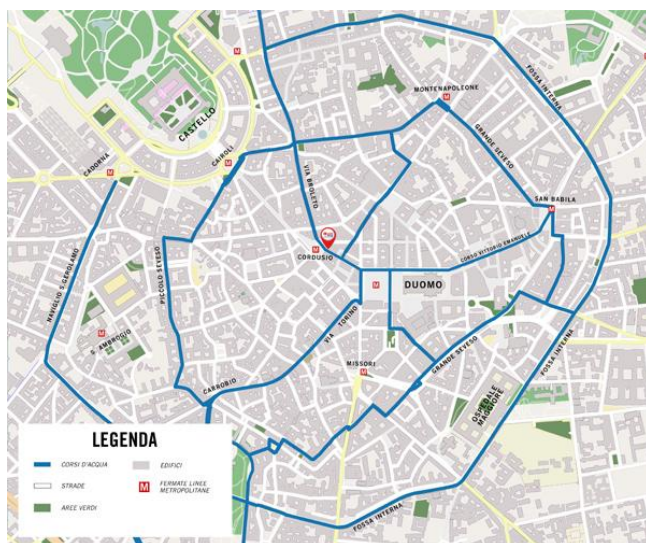 MONTENAPOLEONE
M
M
FOSSA INTERNA
CASTELLO
CADORNA
M
CAIROLI
M
GRANDE SEVESO
VIA BROLETO
SAN BABILA
M
M
CORDUSIO
CORSO VITTORIO EMANUELE
NAVIGLIO S.GEROLAMO
PICCOLO SEVESO
M
DUOMO
M
S. AMBROGIO
VIA TORINO
MISSORI
M
GRANDE SEVESO
FOSSA INTERNA
CARROBIO
OSPEDALE
MAGGIORE
FOSSA INTERNA
LEGENDA
CORSI D'ACQUA
STRADE
AREE VERDI
EDIFICI
M
FERMATE LINEE
METROPOLITANE